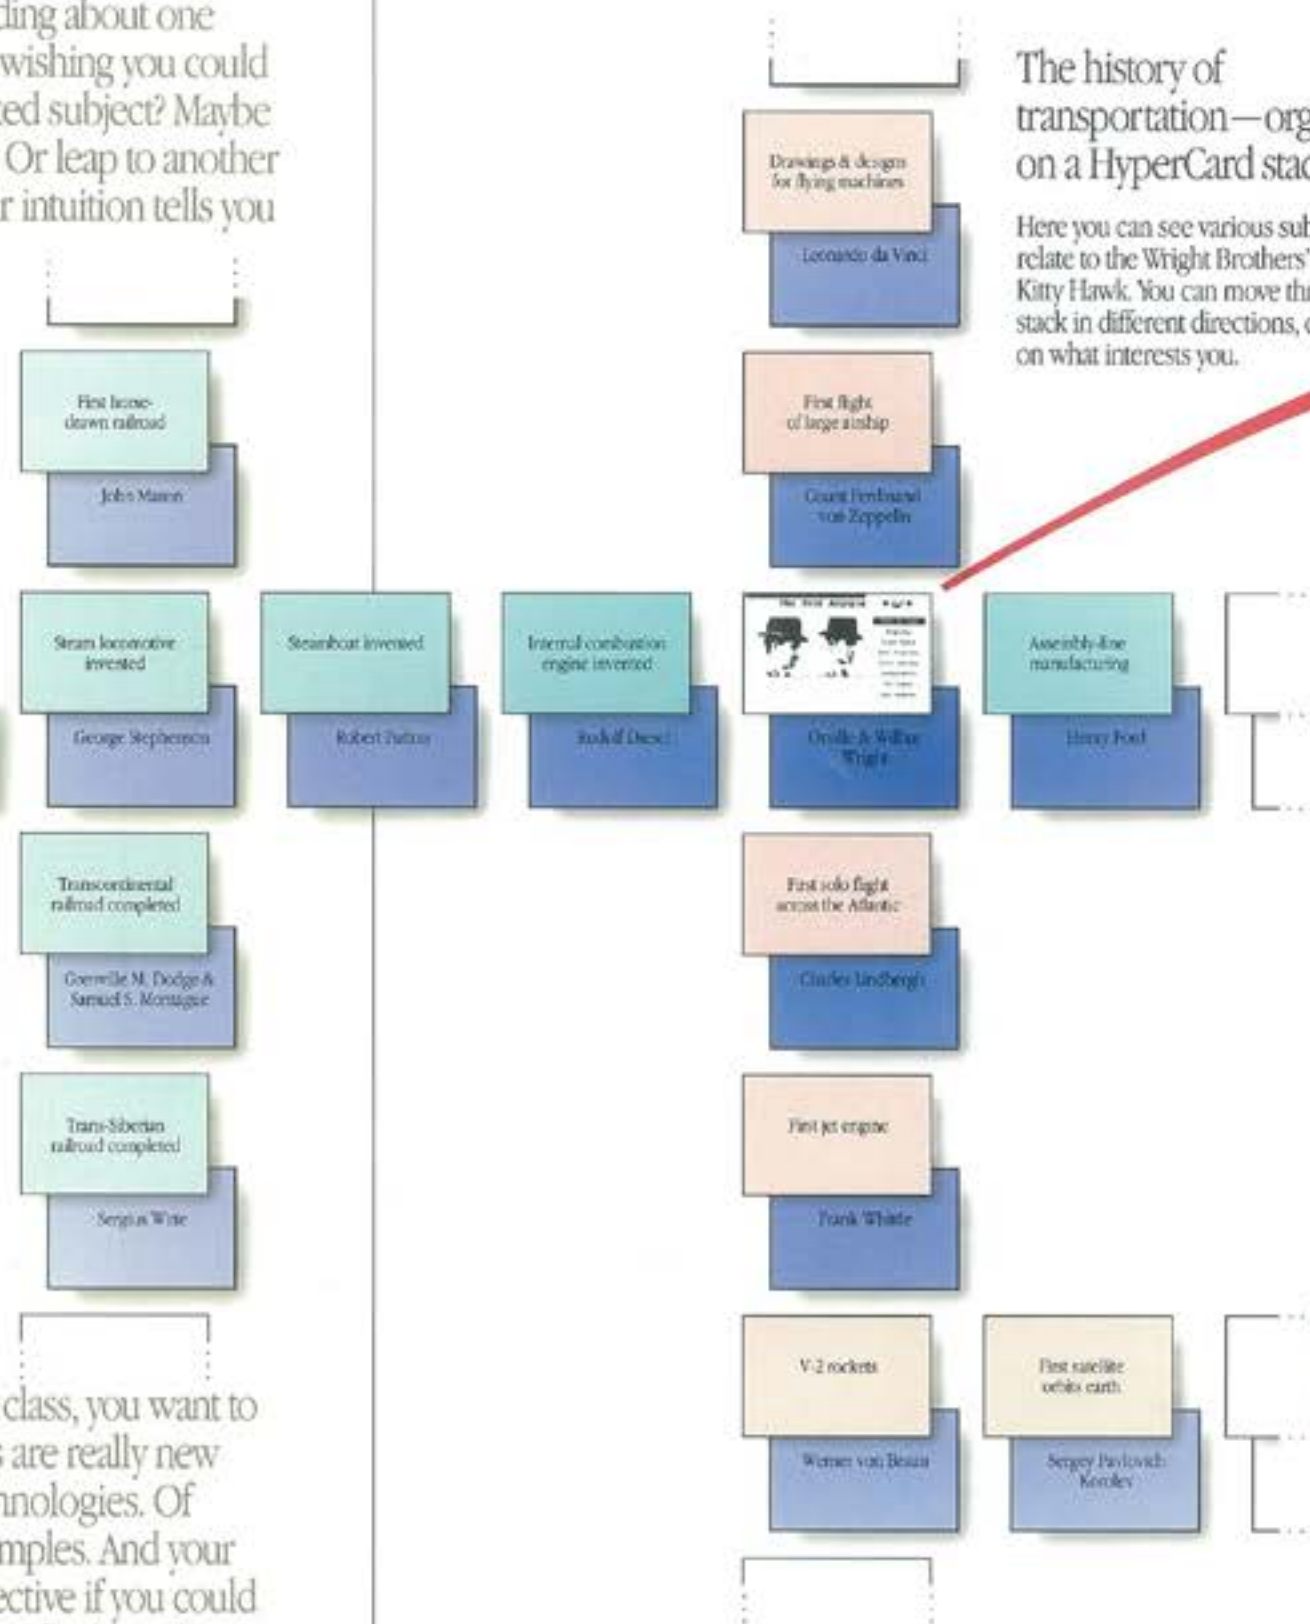 ding about one
wishing you could
ted subject? Maybe
Or leap to another
r intuition tells you
The history of
transportation—org
on a HyperCard stac
Here you can see various sub
relate to the Wright Brothers'
Kitty Hawk. You can move thr
stack in different directions, d
on what interests you.
Drawings & designs
for flying machines
Leonardo da Vinci
First flight
of large airship
Count Ferdinand
von Zeppelin
First horse-
drawn railroad
John Mason
Steam locomotive
invented
George Stephenson
Steamboat invented
Robert Fulton
Internal combustion
engine invented
Rudolf Diesel
The First Airplane
Orville & Wilbur
Wright
Assembly-line
manufacturing
Henry Ford
Transcontinental
railroad completed
Grenville M. Dodge &
Samuel S. Montague
Trans-Siberian
railroad completed
Sergius Witte
First solo flight
across the Atlantic
Charles Lindbergh
First jet engine
Frank Whittle
V-2 rockets
Werner von Braun
First satellite
orbits earth
Sergey Pavlovich
Korolev
class, you want to
s are really new
hnologies. Of
mples. And your
ective if you could